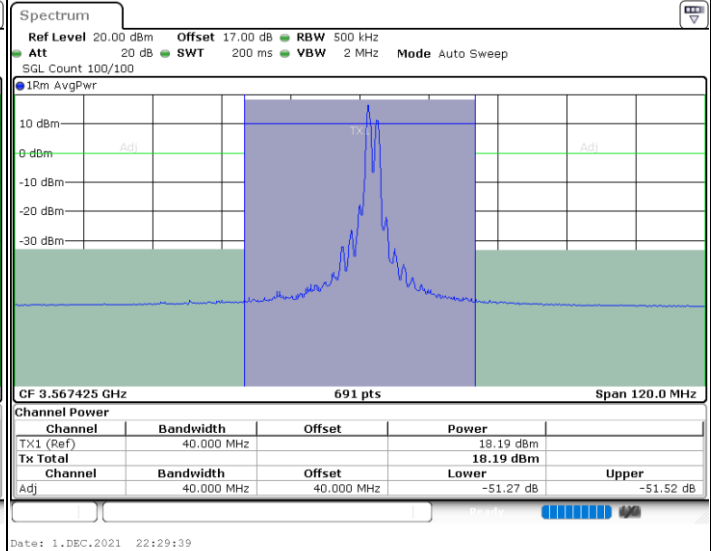 Spectrum
Ref Level 20.00 dBm Offset 17.00 dB RBW 500 kHz
Att 20 dB SWT 200 ms VBW 2 MHz Mode Auto Sweep
SGL Count 100/100
1Rm AvgPwr
10 dBm
TX1
0 dBm
Adj
Adj
-10 dBm
-20 dBm
-30 dBm
CF 3.567425 GHz 691 pts Span 120.0 MHz
Channel Power
Channel Bandwidth Offset Power
TX1 (Ref) 40.000 MHz 18.19 dBm
Tx Total 18.19 dBm
Channel Bandwidth Offset Lower Upper
Adj 40.000 MHz 40.000 MHz -51.27 dB -51.52 dB
Ready
Date: 1.DEC.2021 22:29:39